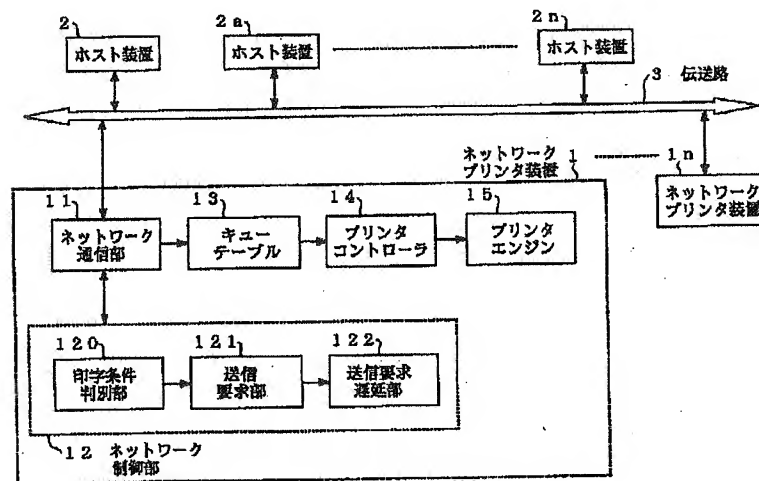 2 2a 2n
ホスト装置 ホスト装置 ホスト装置
3 伝送路
ネットワーク
プリンタ装置 1 1n
11 13 14 15
ネットワーク
プリンタ装置
ネットワーク
通信部
キュー
テーブル
プリンタ
コントローラ
プリンタ
エンジン
120 121 122
印字条件
判別部
送信
要求部
送信要求
遅延部
12 ネットワーク
制御部